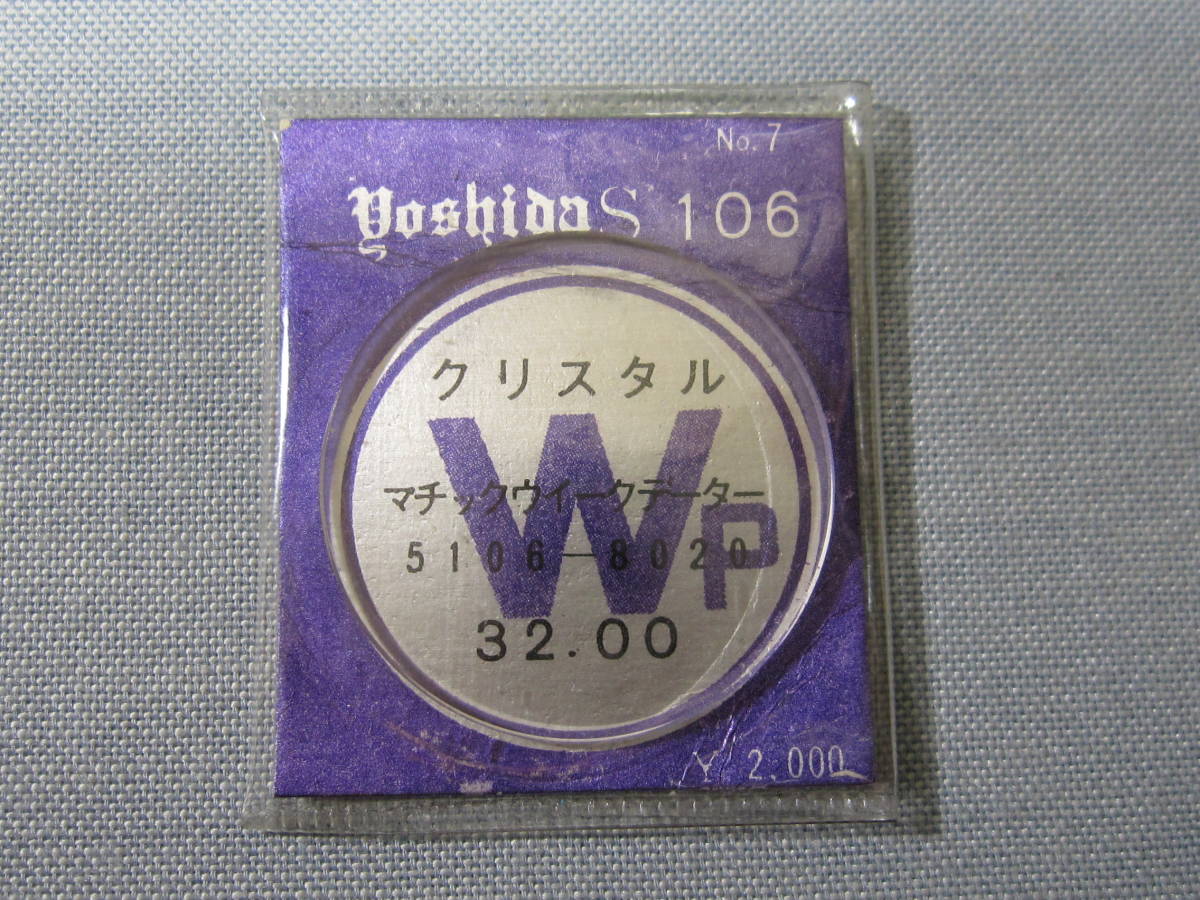 No. 7
Yoshida S 106
クリスタル
WP
マチックウイークデーター
5106-8020
32.00
¥ 2.000